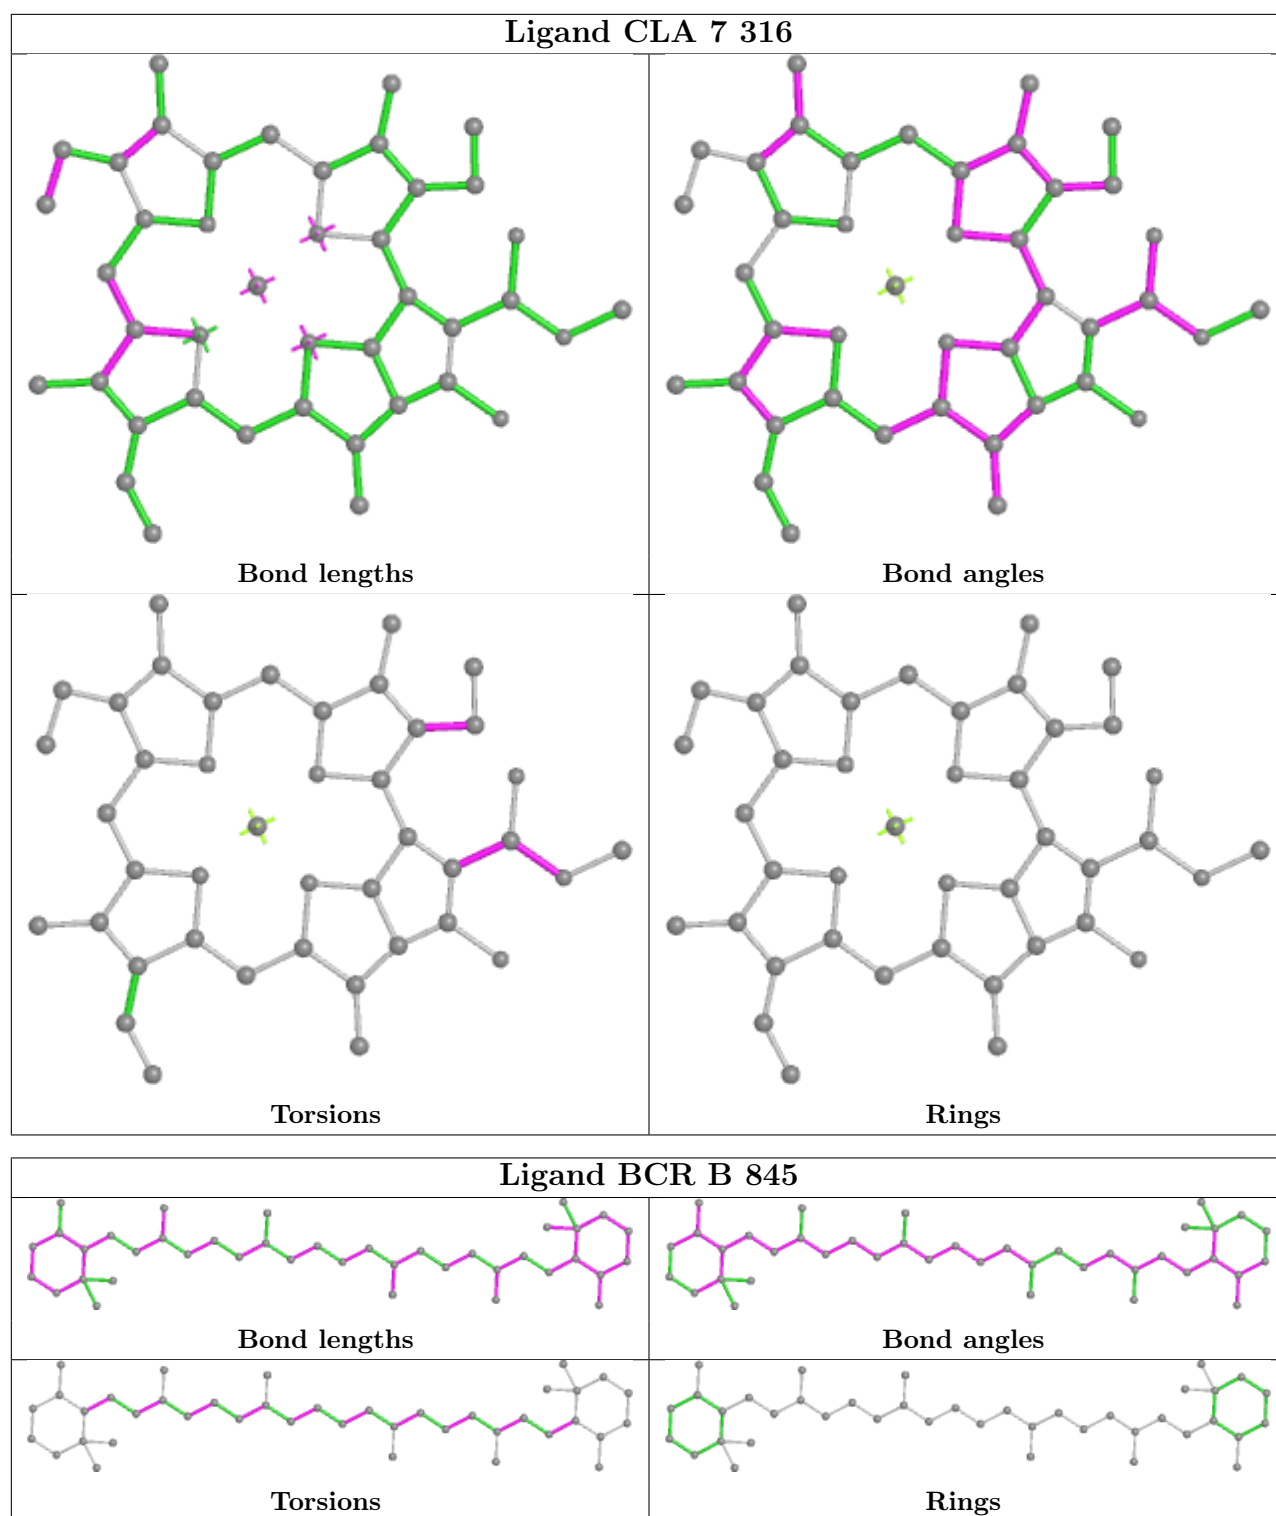 Ligand CLA 7 316
Bond lengths
Bond angles
Torsions
Rings
Ligand BCR B 845
Bond lengths
Bond angles
Torsions
Rings